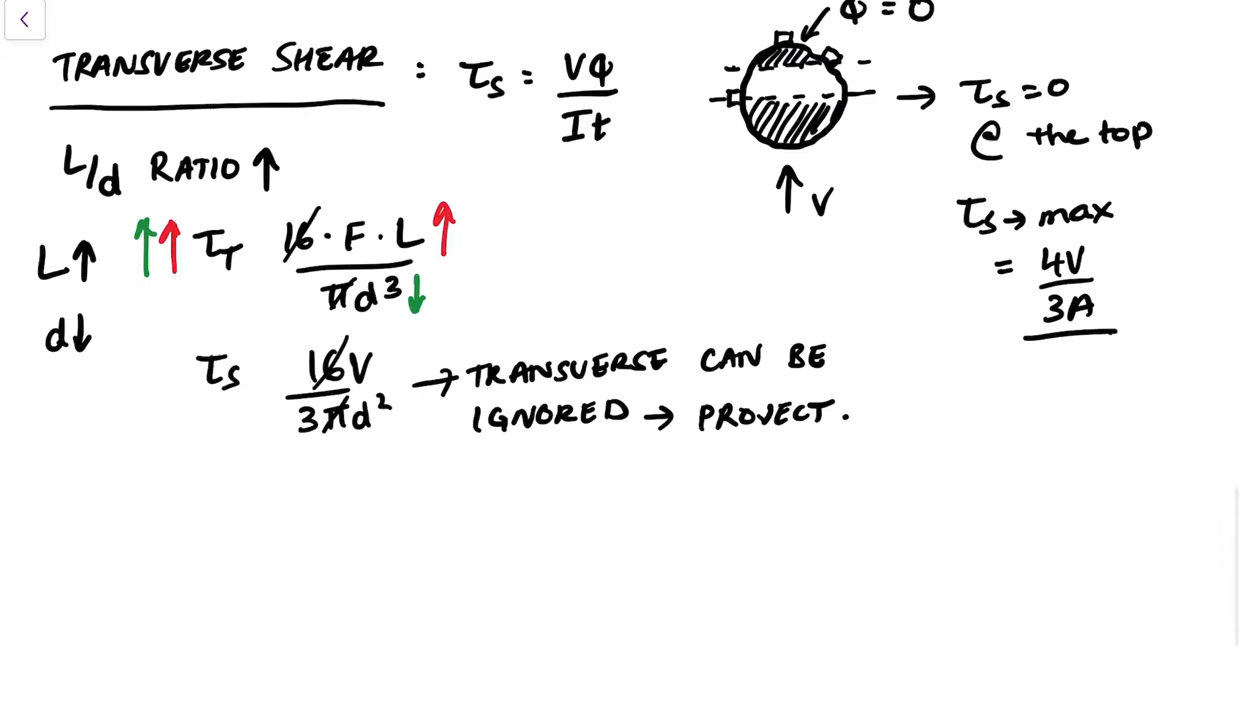 Φ = 0
TRANSVERSE SHEAR : τs = VΦ / It
→ τs = 0
@ the top
L/d RATIO ↑
↑ V
τs → max
= 4V / 3A
L↑ ↑↑ τT 16 · F · L ↑ / πd³ ↓
d↓
τs 16V / 3πd² → TRANSVERSE CAN BE
IGNORED → PROJECT.